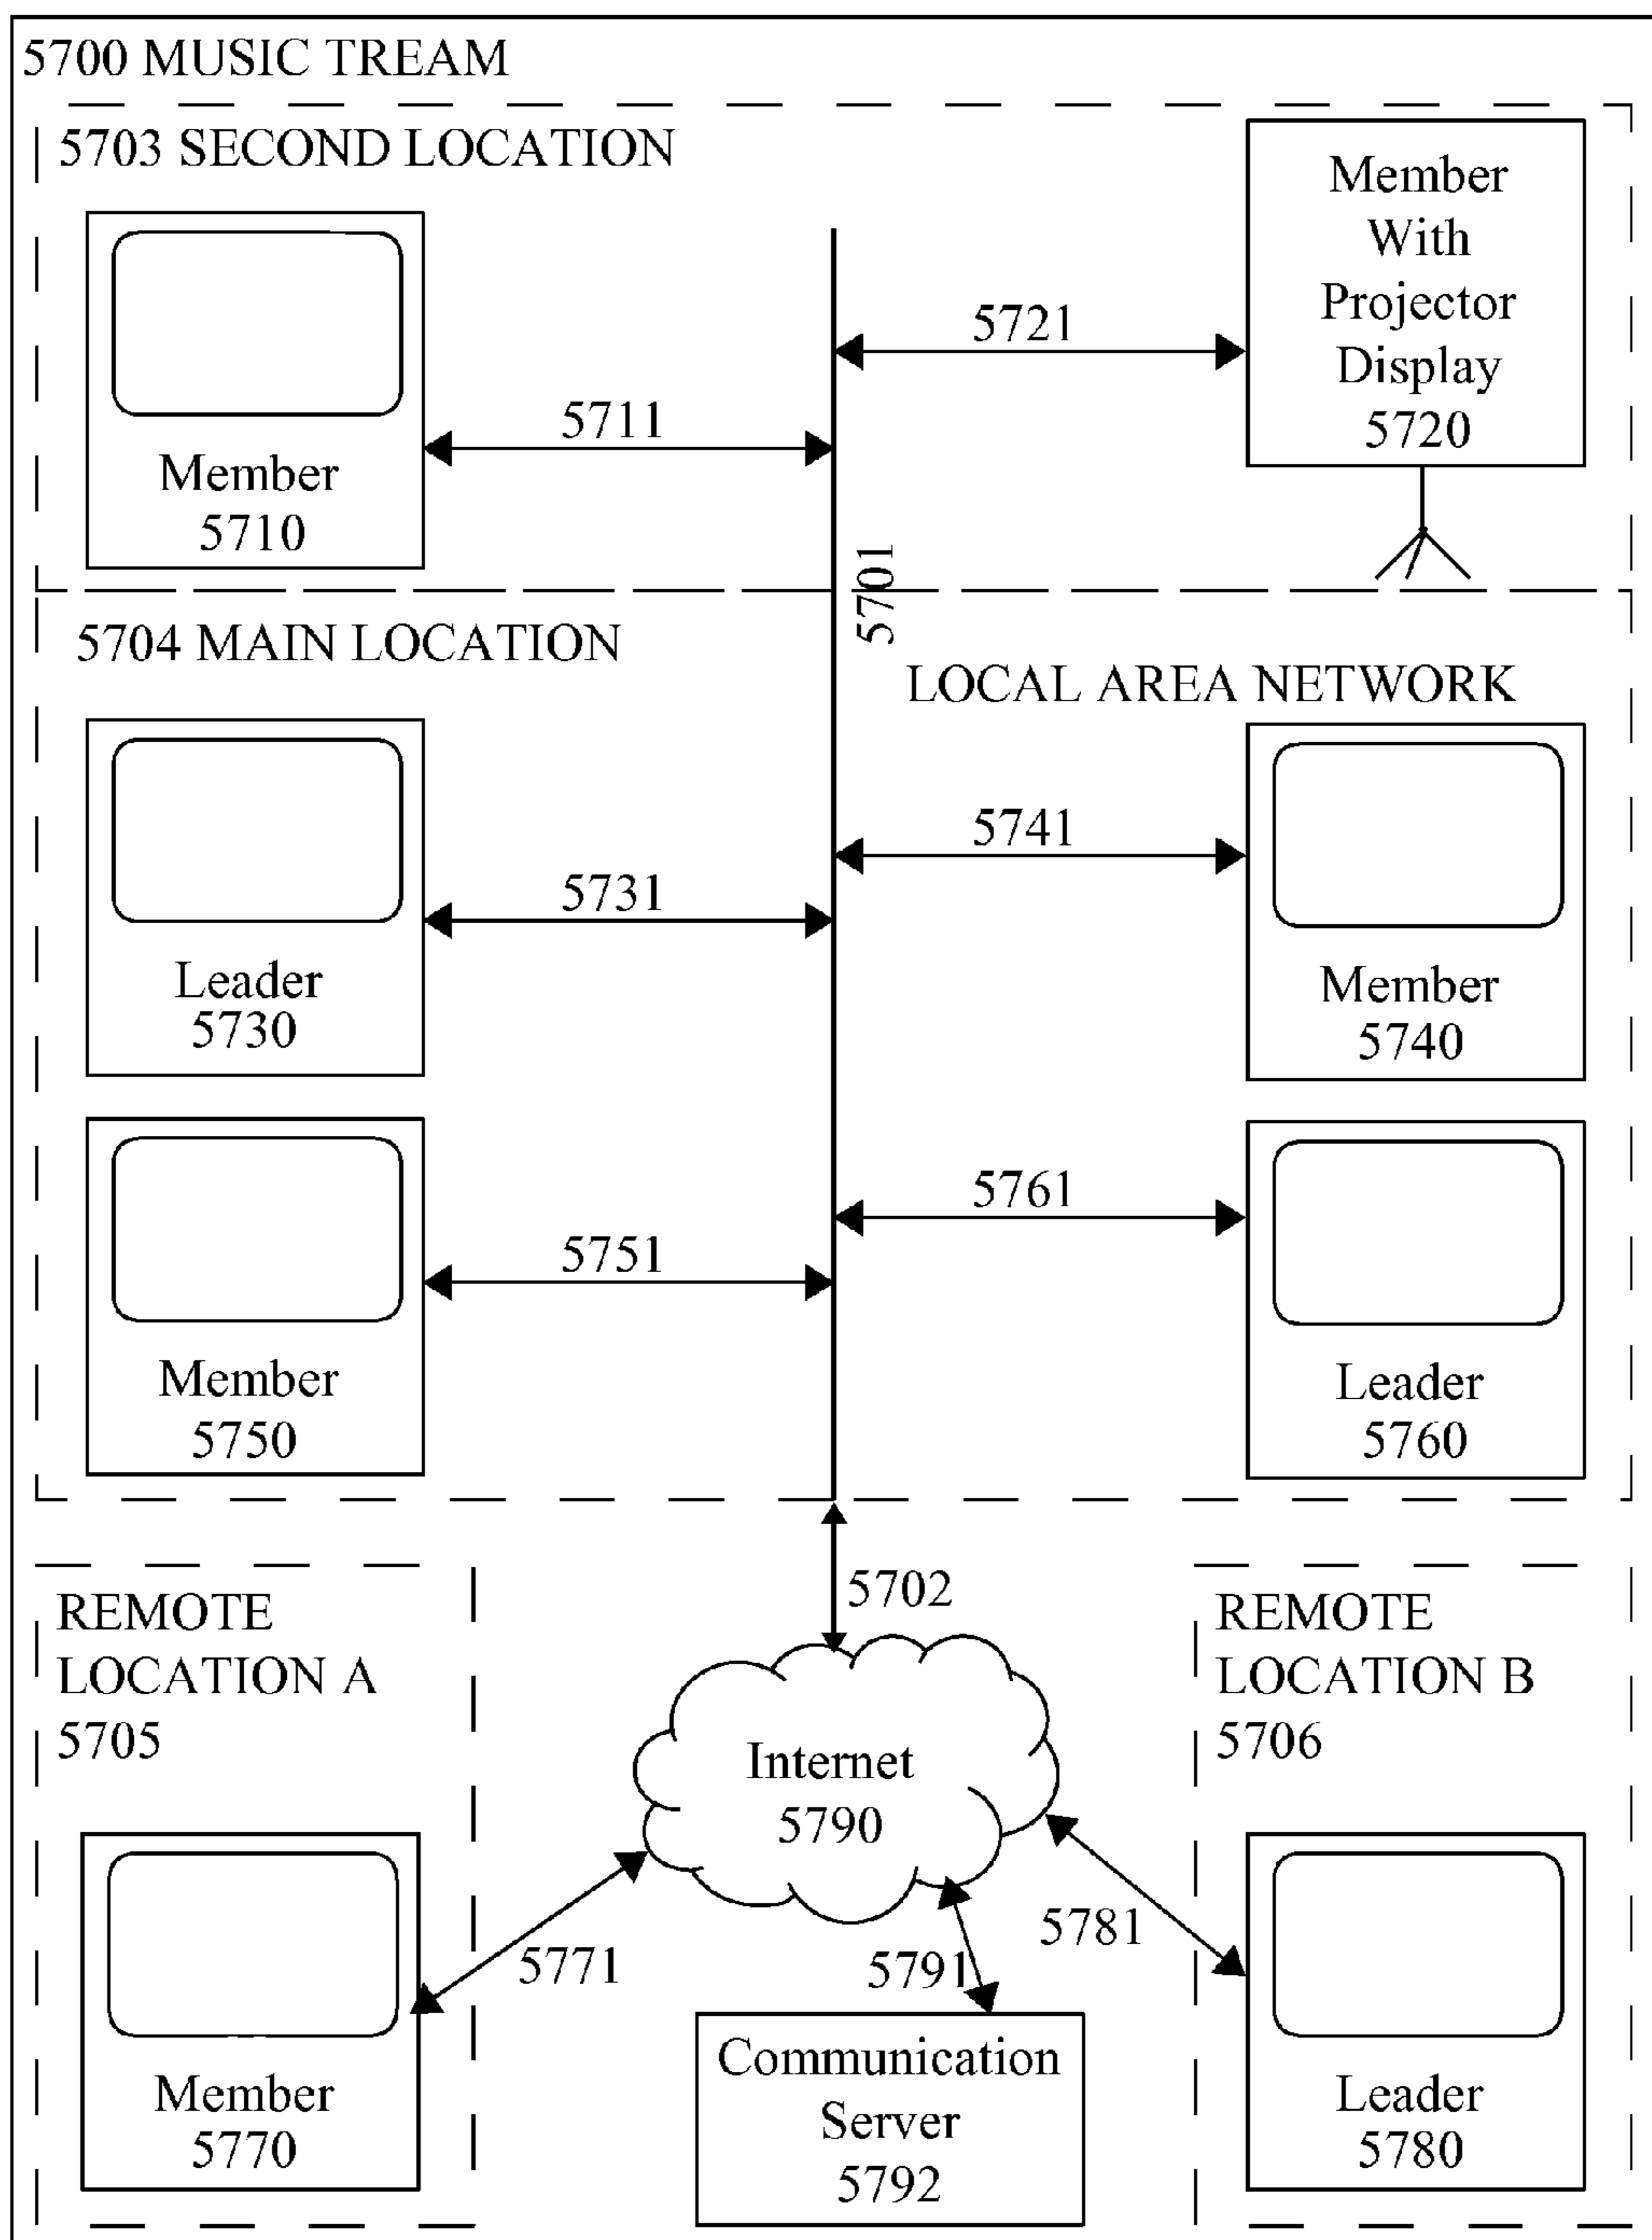 5700 MUSIC TREAM
5703 SECOND LOCATION
Member
With
Projector
Display
5720
5721
5711
Member
5710
5701
5704 MAIN LOCATION
LOCAL AREA NETWORK
5741
5731
Leader
5730
Member
5740
5761
5751
Member
5750
Leader
5760
5702
REMOTE
LOCATION A
5705
REMOTE
LOCATION B
5706
Internet
5790
5771
5791
5781
Member
5770
Communication
Server
5792
Leader
5780